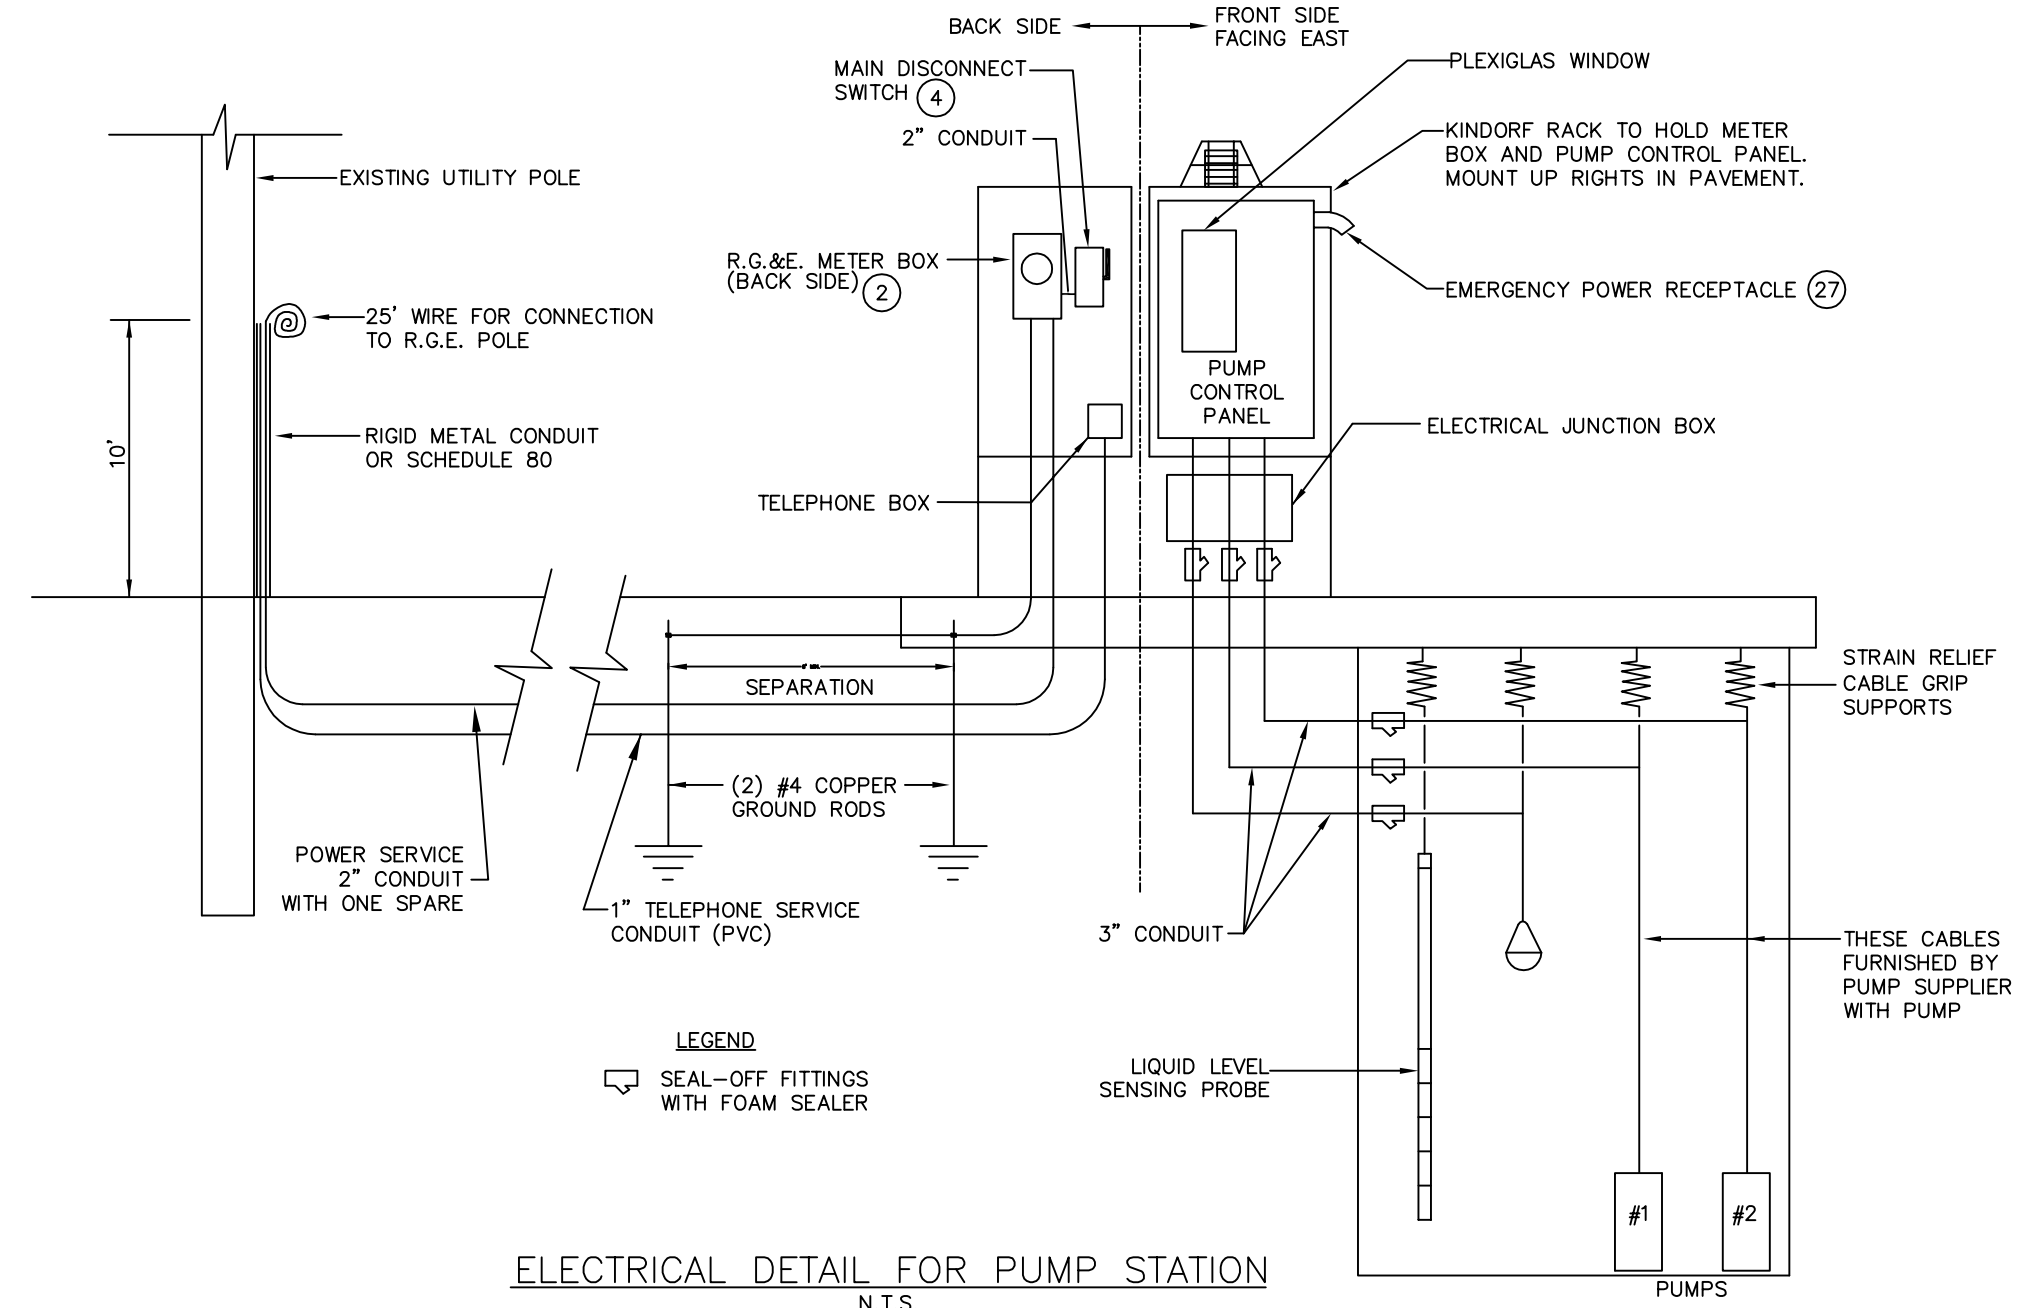 BACK SIDE
FRONT SIDE
FACING EAST
MAIN DISCONNECT
SWITCH 4
2" CONDUIT
PLEXIGLAS WINDOW
KINDORF RACK TO HOLD METER
BOX AND PUMP CONTROL PANEL.
MOUNT UP RIGHTS IN PAVEMENT.
EXISTING UTILITY POLE
R.G.&E. METER BOX
(BACK SIDE) 2
EMERGENCY POWER RECEPTACLE 27
25' WIRE FOR CONNECTION
TO R.G.E. POLE
PUMP
CONTROL
PANEL
10'
RIGID METAL CONDUIT
OR SCHEDULE 80
ELECTRICAL JUNCTION BOX
TELEPHONE BOX
SEPARATION
STRAIN RELIEF
CABLE GRIP
SUPPORTS
(2) #4 COPPER
GROUND RODS
POWER SERVICE
2" CONDUIT
WITH ONE SPARE
1" TELEPHONE SERVICE
CONDUIT (PVC)
3" CONDUIT
THESE CABLES
FURNISHED BY
PUMP SUPPLIER
WITH PUMP
LEGEND
SEAL-OFF FITTINGS
WITH FOAM SEALER
LIQUID LEVEL
SENSING PROBE
#1
#2
PUMPS
ELECTRICAL DETAIL FOR PUMP STATION
N.T.S.